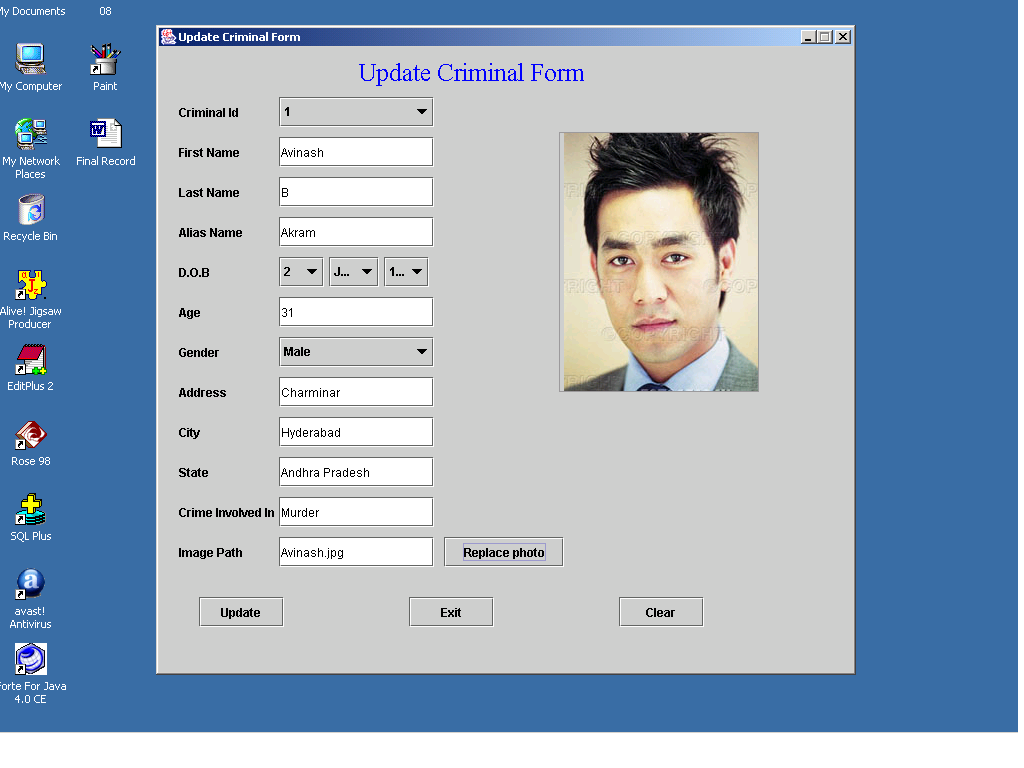 My Documents
08
My Computer
Paint
My Network
Places
Final Record
Recycle Bin
Alive! Jigsaw
Producer
EditPlus 2
Rose 98
SQL Plus
avast!
Antivirus
Forte For Java
4.0 CE
Update Criminal Form
Update Criminal Form
Criminal Id 1
First Name Avinash
Last Name B
Alias Name Akram
D.O.B 2 J... 1...
Age 31
Gender Male
Address Charminar
City Hyderabad
State Andhra Pradesh
Crime Involved In Murder
Image Path Avinash.jpg Replace photo
Update Exit Clear
©COPYRIGHT